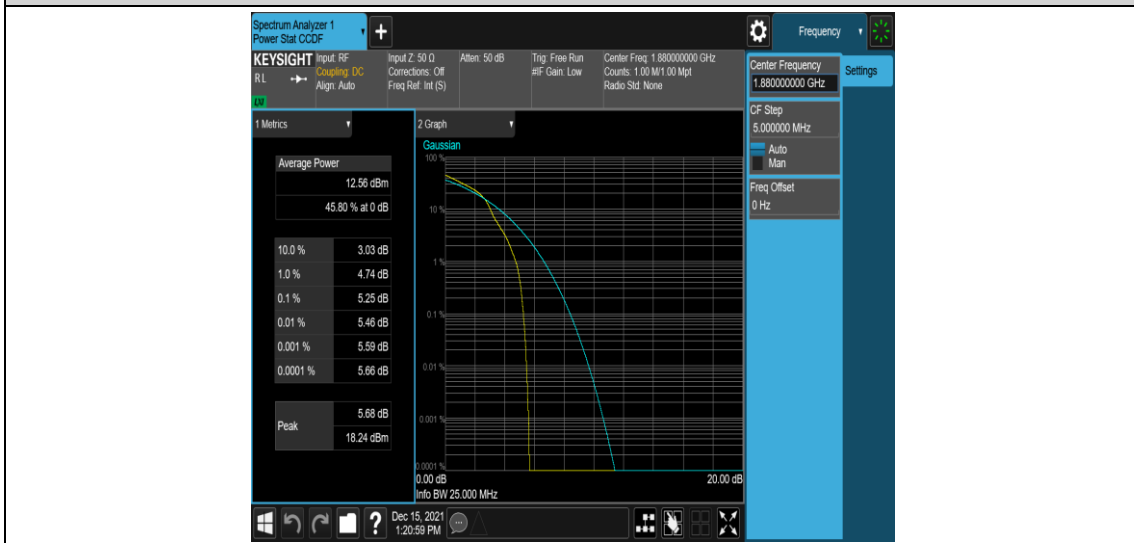 Spectrum Analyzer 1
Power Stat CCDF
+
Frequency
KEYSIGHT
RL
Input: RF
Coupling: DC
Align: Auto
Input Z: 50 Ω
Corrections: Off
Freq Ref: Int (S)
Atten: 50 dB
Trig: Free Run
#IF Gain: Low
Center Freq: 1.880000000 GHz
Counts: 1.00 M/1.00 Mpt
Radio Std: None
Center Frequency
1.880000000 GHz
Settings
CF Step
5.000000 MHz
Auto
Man
Freq Offset
0 Hz
1 Metrics
Average Power
12.56 dBm
45.80 % at 0 dB
10.0 % 3.03 dB
1.0 % 4.74 dB
0.1 % 5.25 dB
0.01 % 5.46 dB
0.001 % 5.59 dB
0.0001 % 5.66 dB
Peak 5.68 dB
18.24 dBm
2 Graph
Gaussian
100 %
10 %
1 %
0.1 %
0.01 %
0.001 %
0.0001 %
0.00 dB 20.00 dB
Info BW 25.000 MHz
?
Dec 15, 2021
1:20:59 PM